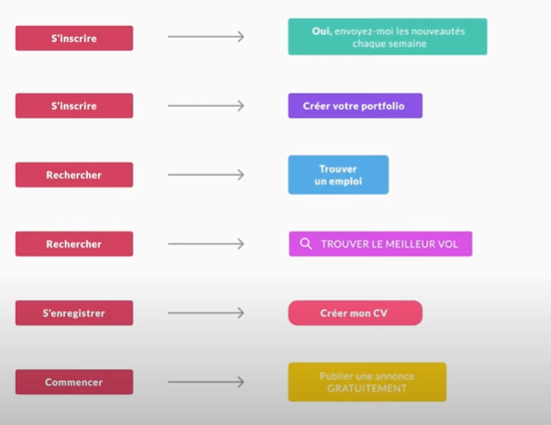 S'inscrire
Oui, envoyez-moi les nouveautés
chaque semaine
S'inscrire
Créer votre portfolio
Rechercher
Trouver
un emploi
Rechercher
TROUVER LE MEILLEUR VOL
S'enregistrer
Créer mon CV
Commencer
Publier une annonce
GRATUITEMENT